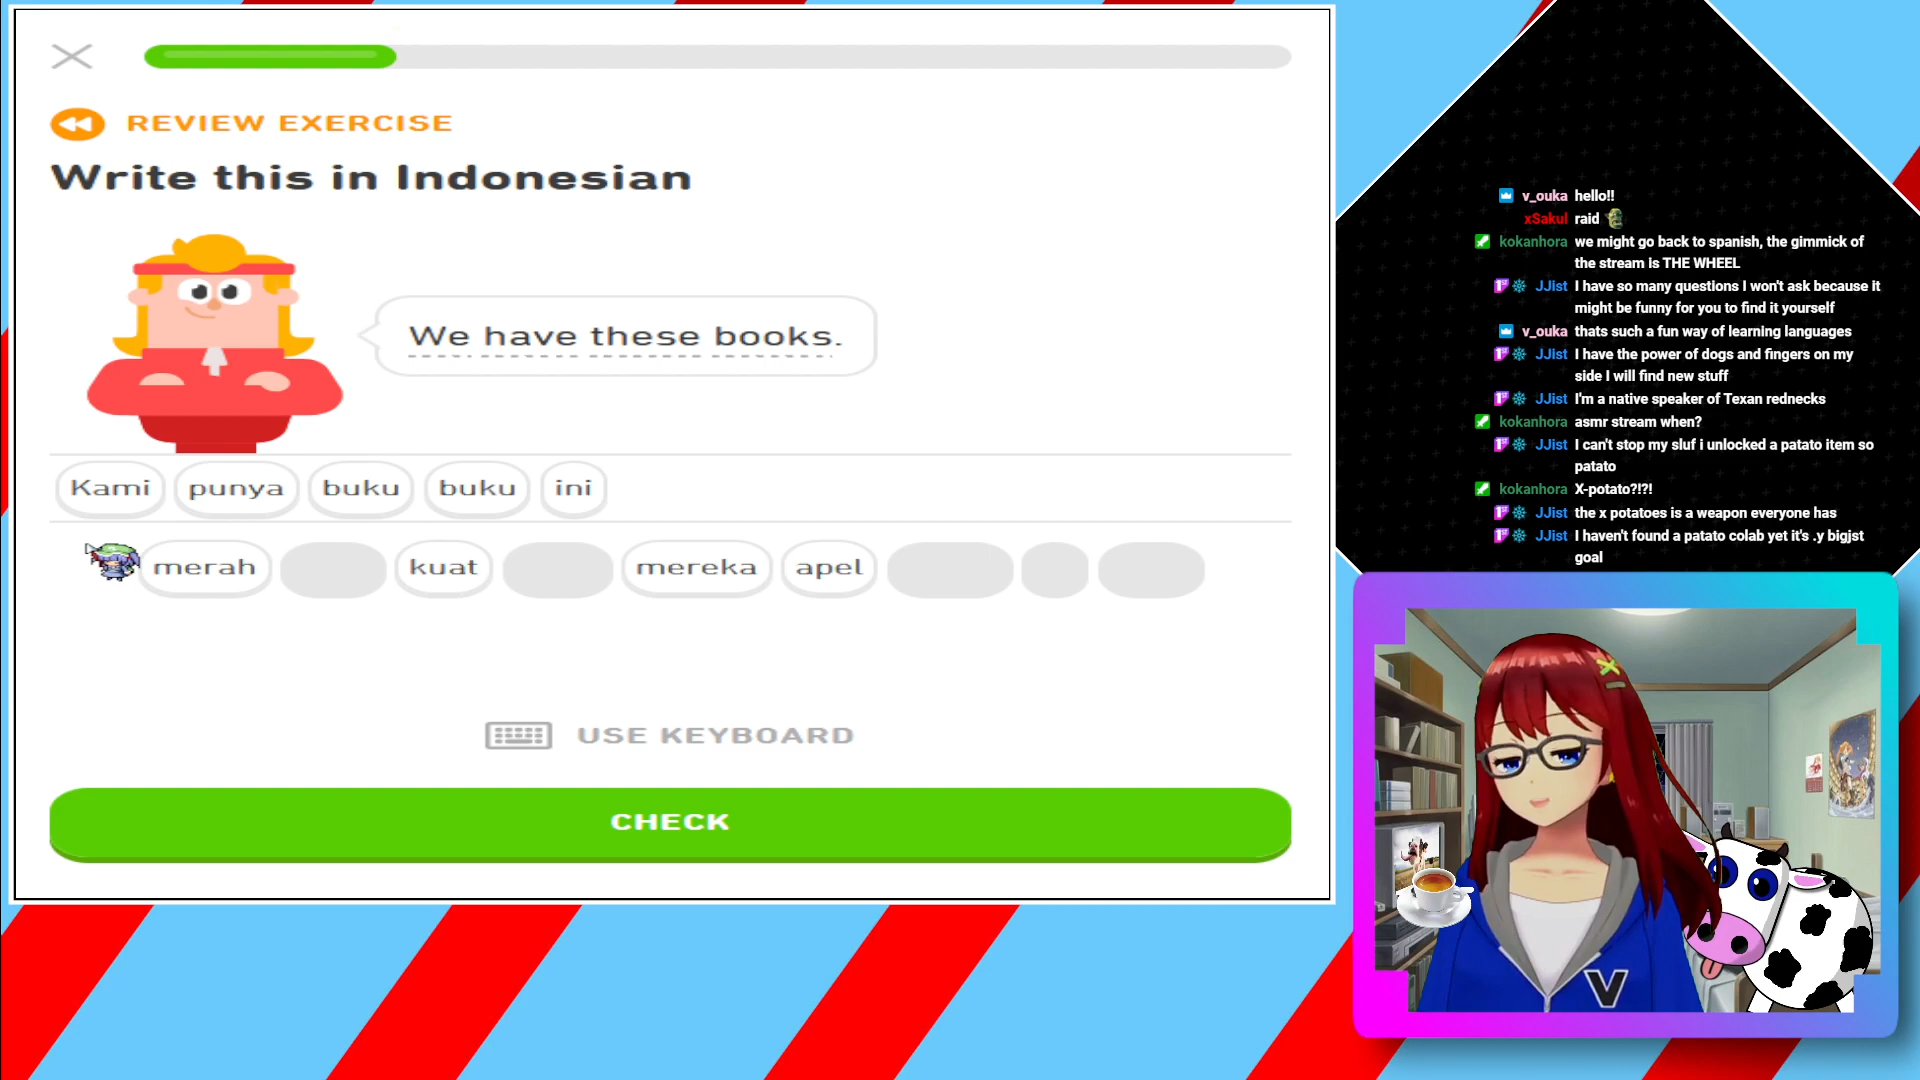 REVIEW EXERCISE
Write this in Indonesian
We have these books.
Kami punya buku buku ini
merah kuat mereka apel
USE KEYBOARD
CHECK
v_ouka hello!!
xSakul raid
kokanhora we might go back to spanish, the gimmick of
the stream is THE WHEEL
JJist I have so many questions I won't ask because it
might be funny for you to find it yourself
v_ouka thats such a fun way of learning languages
JJist I have the power of dogs and fingers on my
side I will find new stuff
JJist I'm a native speaker of Texan rednecks
kokanhora asmr stream when?
JJist I can't stop my sluf i unlocked a patato item so
patato
kokanhora X-potato?!?!
JJist the x potatoes is a weapon everyone has
JJist I haven't found a patato colab yet it's .y bigjst
goal
V